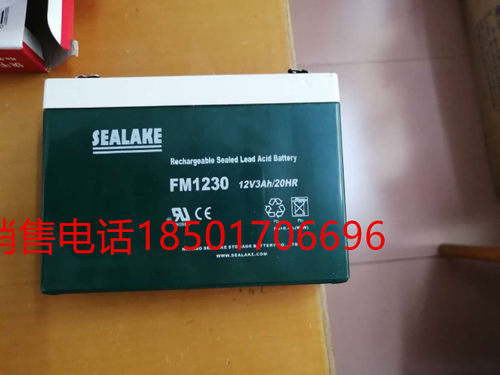 SEALAKE
Rechargeable Sealed Lead Acid Battery
FM1230 12V3Ah/20HR
销售电话18501706696
WWW.SEALAKE.COM